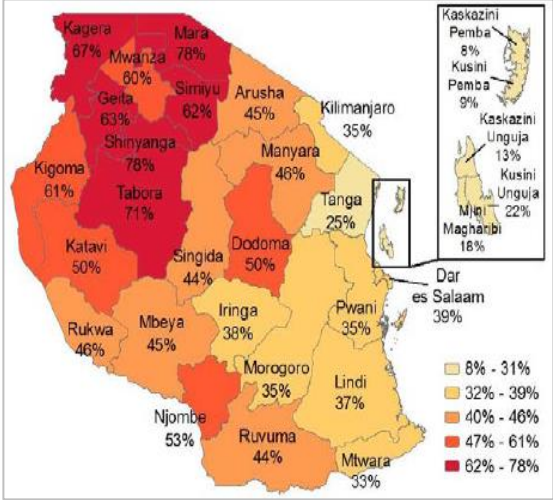 Kagera
67%
Mara
78%
Mwanza
60%
Geita
63%
Simiyu
62%
Shinyanga
78%
Arusha
45%
Kilimanjaro
35%
Manyara
46%
Kigoma
61%
Tabora
71%
Tanga
25%
Katavi
50%
Singida
44%
Dodoma
50%
Dar
es Salaam
39%
Rukwa
46%
Mbeya
45%
Iringa
38%
Pwani
35%
Morogoro
35%
Lindi
37%
Njombe
53%
Ruvuma
44%
Mtwara
33%
Kaskazini
Pemba
8%
Kusini
Pemba
9%
Kaskazini
Unguja
13%
Kusini
Unguja
22%
Mjini
Magharibi
18%
8% - 31%
32% - 39%
40% - 46%
47% - 61%
62% - 78%